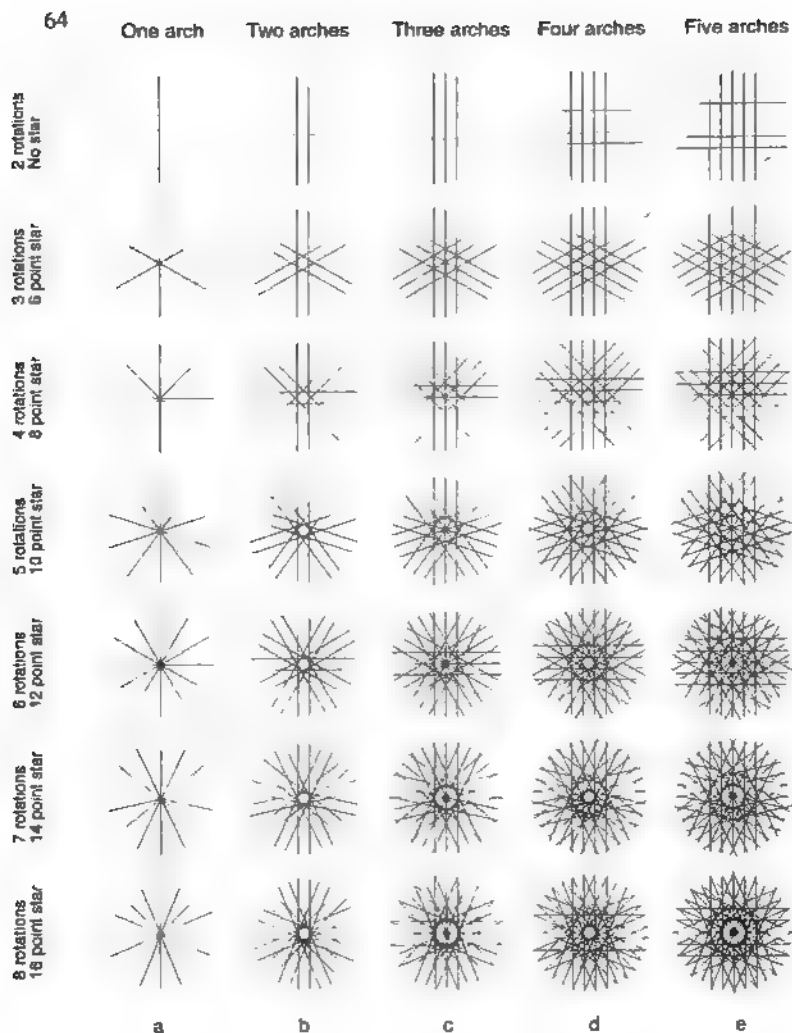 64
One arch Two arches Three arches Four arches Five arches
2 rotations
No star
3 rotations
6 point star
4 rotations
8 point star
5 rotations
10 point star
6 rotations
12 point star
7 rotations
14 point star
8 rotations
16 point star
a b c d e